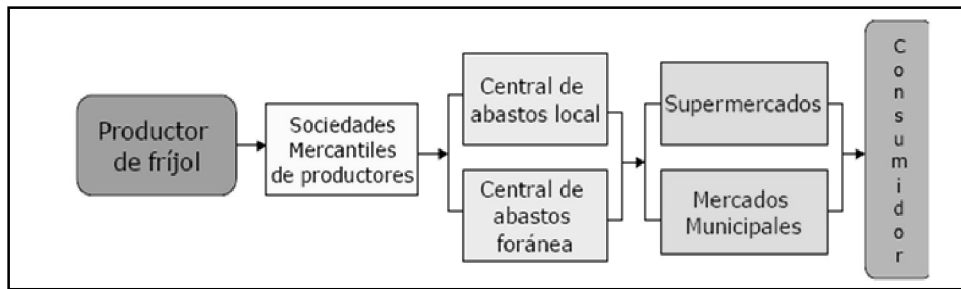 Productor
de fríjol
Sociedades
Mercantiles
de productores
Central de
abastos local
Central de
abastos
foránea
Supermercados
Mercados
Municipales
C
o
n
s
u
m
i
d
o
r